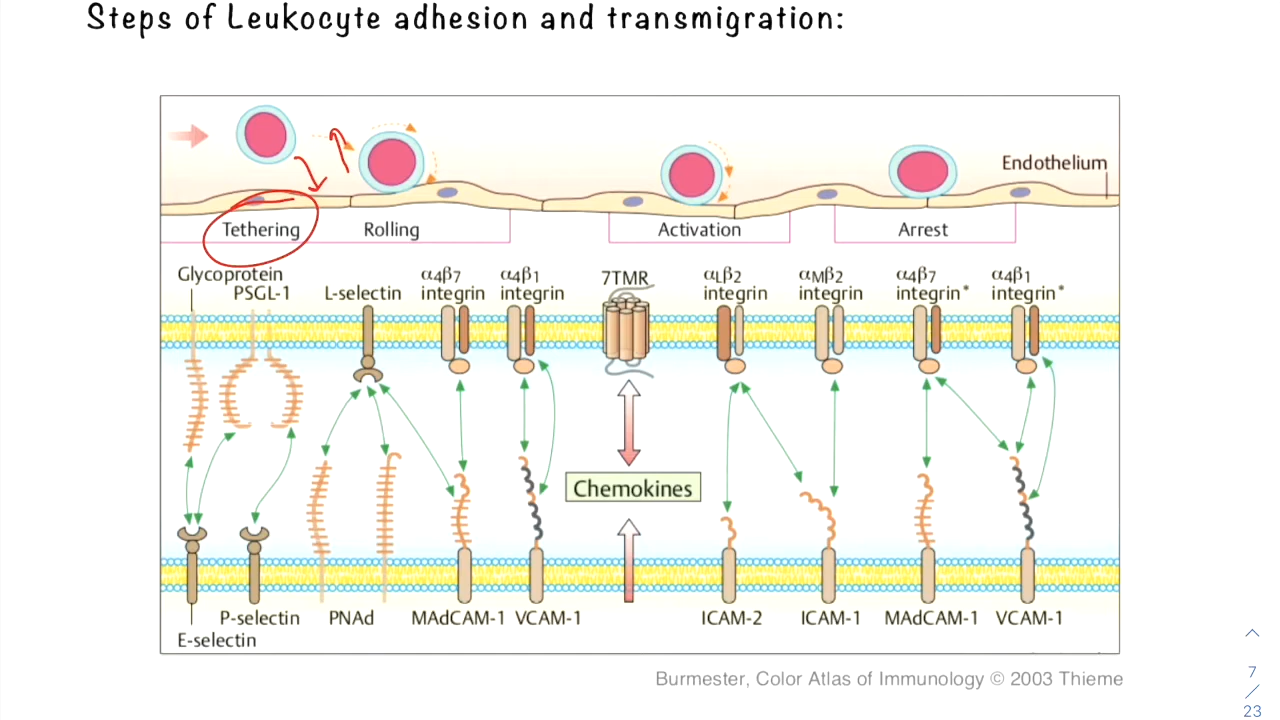 Steps of Leukocyte adhesion and transmigration:
Endothelium
Tethering Rolling Activation Arrest
Glycoprotein
PSGL-1
L-selectin
α4β7
integrin
α4β1
integrin
7TMR
αLβ2
integrin
αMβ2
integrin
α4β7
integrin*
α4β1
integrin*
Chemokines
P-selectin PNAd MAdCAM-1 VCAM-1 ICAM-2 ICAM-1 MAdCAM-1 VCAM-1
E-selectin
Burmester, Color Atlas of Immunology © 2003 Thieme
7
/
23